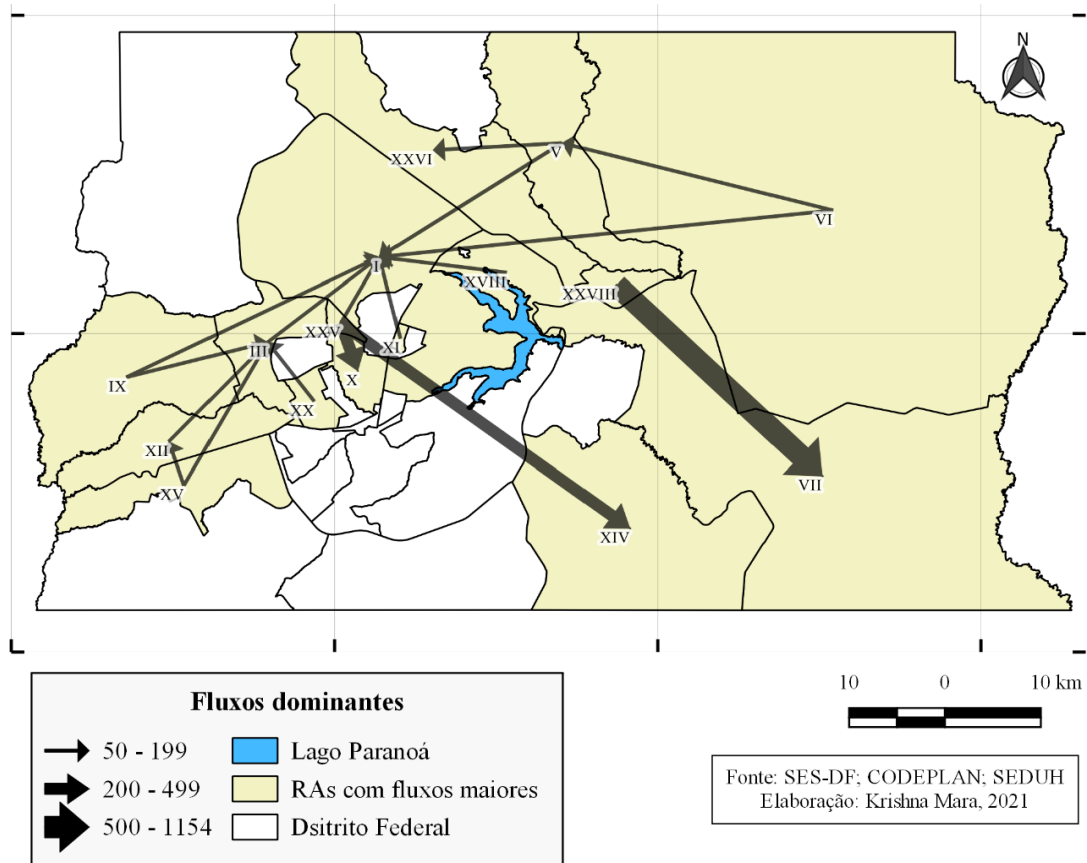 N
XXVI
V
VI
I
XVIII
XXVIII
XXV
XI
III
X
IX
XX
XII
VII
XV
XIV
Fluxos dominantes
50 - 199
Lago Paranoá
200 - 499
RAs com fluxos maiores
500 - 1154
Dsitrito Federal
10 0 10 km
Fonte: SES-DF; CODEPLAN; SEDUH
Elaboração: Krishna Mara, 2021